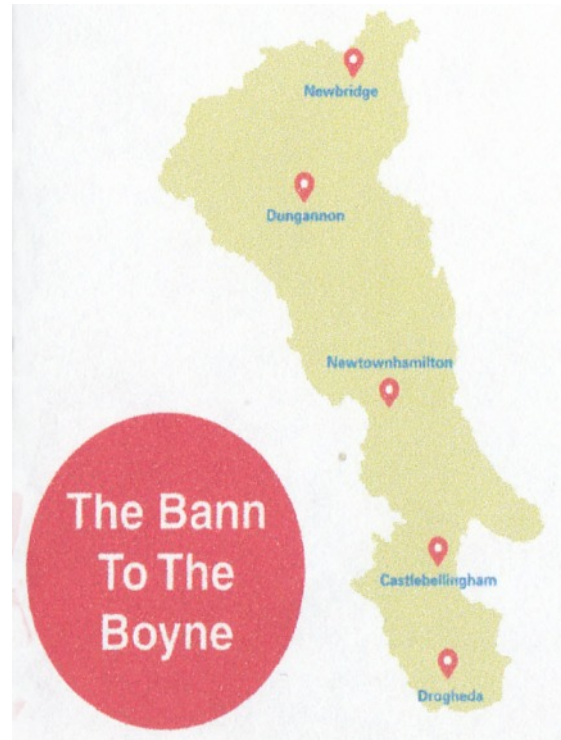 Newbridge
Dungannon
Newtownhamilton
The Bann
To The
Boyne
Castlebellingham
Drogheda